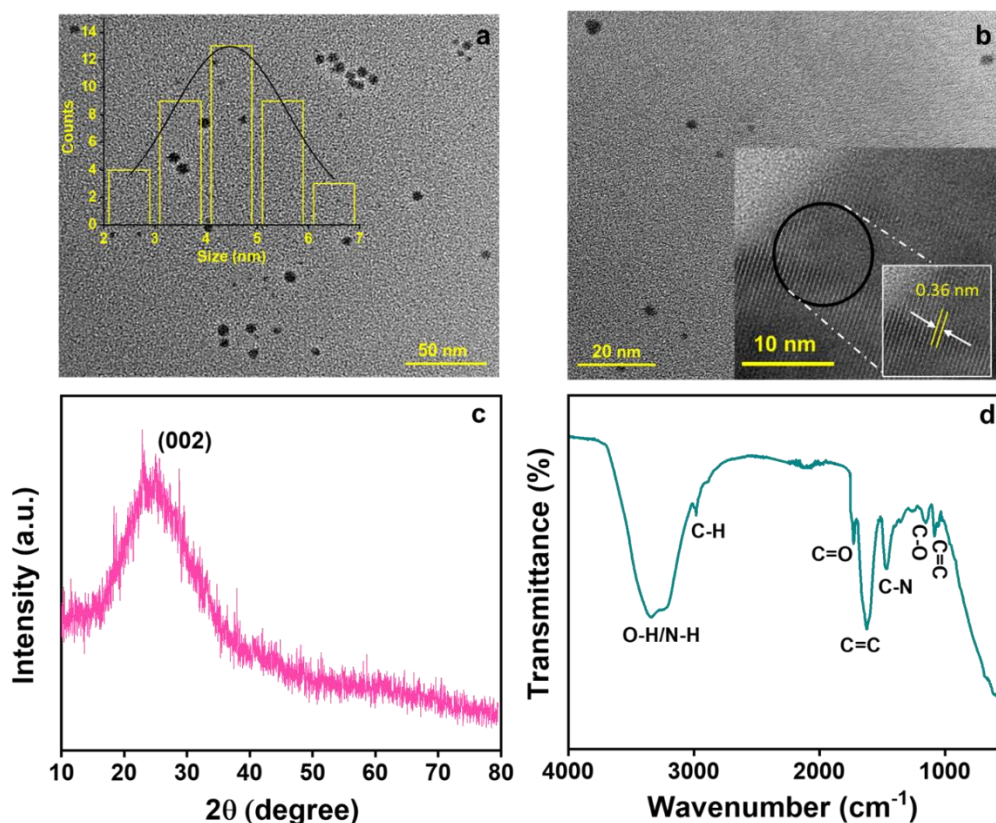 a
14
12
10
8
6
4
2
0
Counts
2 3 4 5 6 7
Size (nm)
50 nm
b
0.36 nm
20 nm
10 nm
c
(002)
Intensity (a.u.)
10 20 30 40 50 60 70 80
2θ (degree)
d
Transmittance (%)
C-H
C=O
C-O
C=C
C-N
O-H/N-H
C=C
4000 3000 2000 1000
Wavenumber (cm⁻¹)